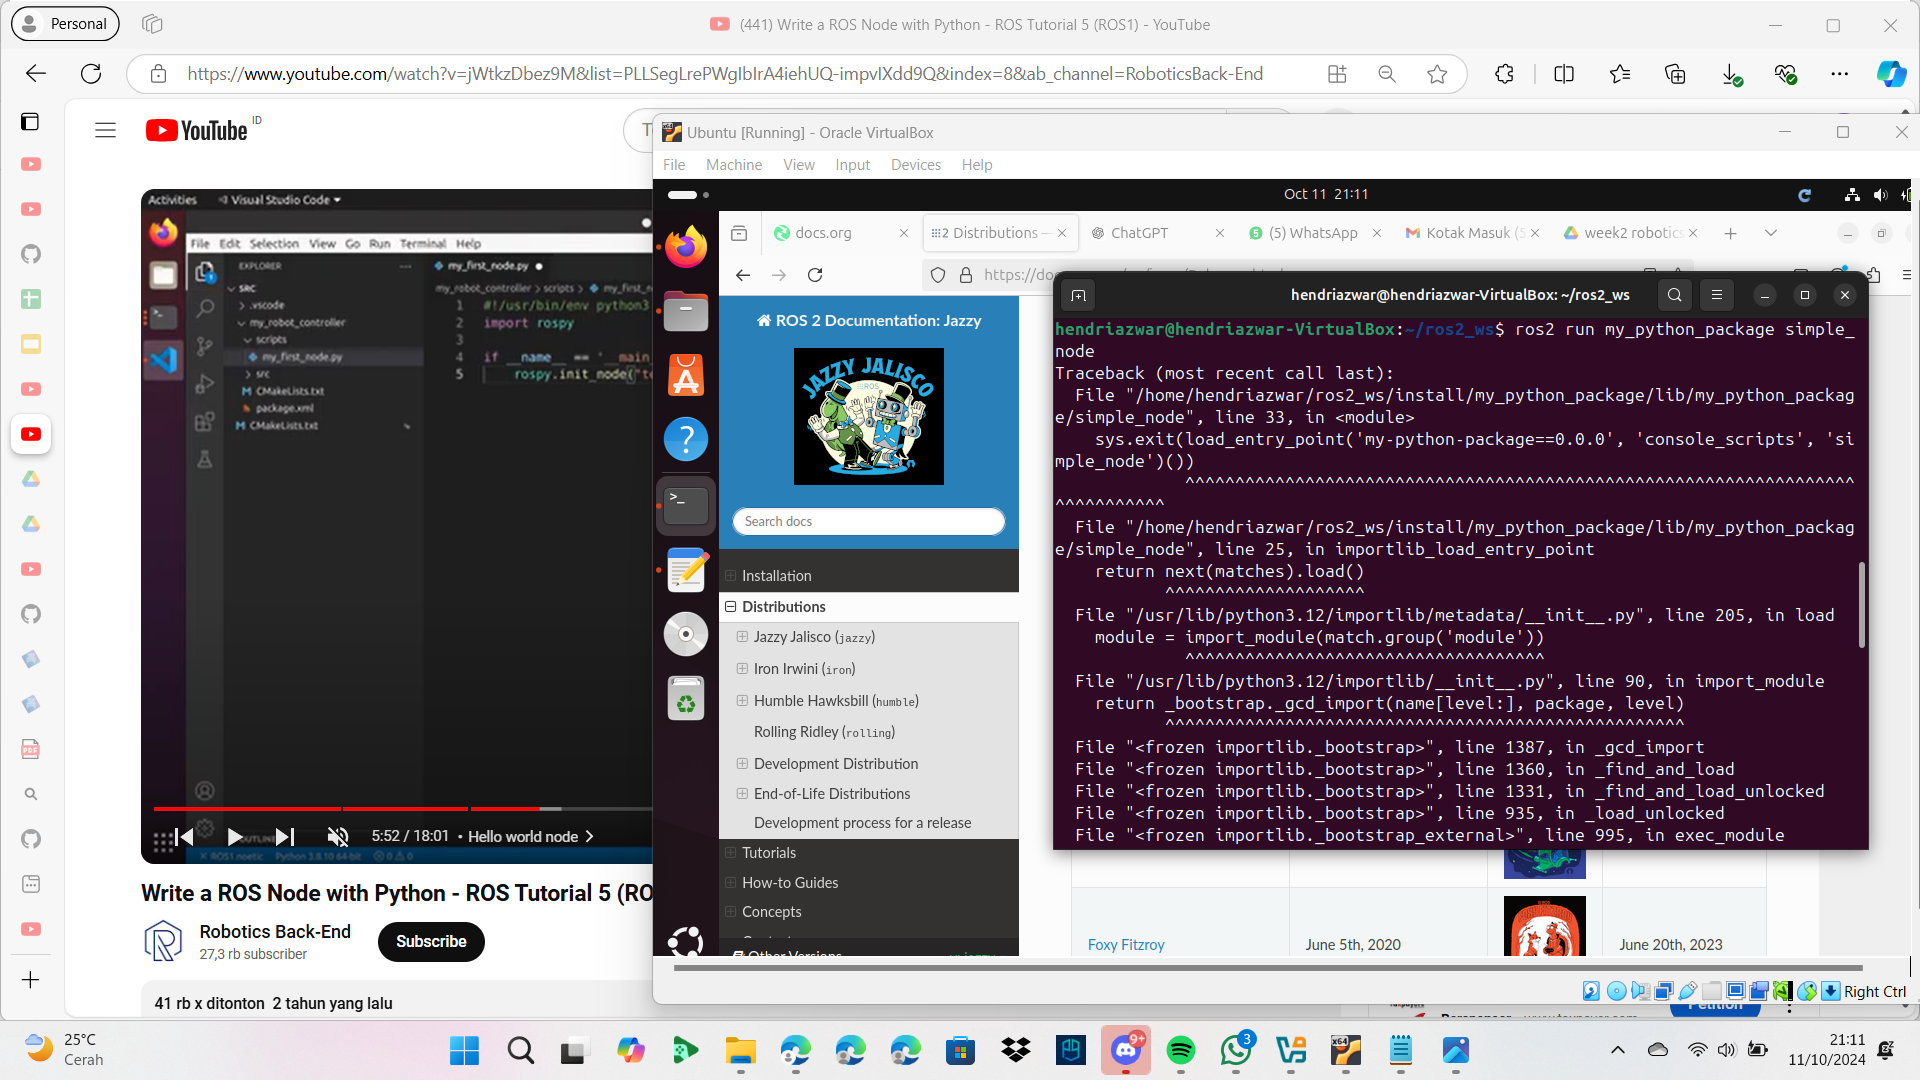 Personal
(441) Write a ROS Node with Python - ROS Tutorial 5 (ROS1) - YouTube
https://www.youtube.com/watch?v=jWtkzDbez9M&list=PLLSegLrePWgIbIrA4iehUQ-impvIXdd9Q&index=8&ab_channel=RoboticsBack-End
YouTube ID
Activities
Visual Studio Code
File Edit Selection View Go Run Terminal Help
EXPLORER
my_first_node.py
SRC
.vscode
my_robot_controller
scripts
my_first_node.py
src
CMakeLists.txt
package.xml
CMakeLists.txt
my_robot_controller > scripts >
1 #!/usr/bin/env python3
2 import rospy
3
4 if __name__ == '__main
5 rospy.init_node("te
5:52 / 18:01 • Hello world node
Write a ROS Node with Python - ROS Tutorial 5 (RO
Robotics Back-End
27,3 rb subscriber
Subscribe
41 rb x ditonton 2 tahun yang lalu
Ubuntu [Running] - Oracle VirtualBox
File Machine View Input Devices Help
Oct 11 21:11
docs.org
2 Distributions —
ChatGPT
(5) WhatsApp
Kotak Masuk (5
week2 robotics
https://doc
ROS 2 Documentation: Jazzy
JAZZY JALISCO
ROS
Search docs
Installation
Distributions
Jazzy Jalisco (jazzy)
Iron Irwini (iron)
Humble Hawksbill (humble)
Rolling Ridley (rolling)
Development Distribution
End-of-Life Distributions
Development process for a release
Tutorials
How-to Guides
Concepts
Other Versions
hendriazwar@hendriazwar-VirtualBox: ~/ros2_ws
hendriazwar@hendriazwar-VirtualBox:~/ros2_ws$ ros2 run my_python_package simple_
node
Traceback (most recent call last):
File "/home/hendriazwar/ros2_ws/install/my_python_package/lib/my_python_packag
e/simple_node", line 33, in <module>
sys.exit(load_entry_point('my-python-package==0.0.0', 'console_scripts', 'si
mple_node')())
^^^^^^^^^^^^^^^^^^^^^^^^^^^^^^^^^^^^^^^^^^^^^^^^^^^^^^^^^^^^^^^^^^^
^^^^^^^^^^^
File "/home/hendriazwar/ros2_ws/install/my_python_package/lib/my_python_packag
e/simple_node", line 25, in importlib_load_entry_point
return next(matches).load()
^^^^^^^^^^^^^^^^^^^^
File "/usr/lib/python3.12/importlib/metadata/__init__.py", line 205, in load
module = import_module(match.group('module'))
^^^^^^^^^^^^^^^^^^^^^^^^^^^^^^^^^^^^
File "/usr/lib/python3.12/importlib/__init__.py", line 90, in import_module
return _bootstrap._gcd_import(name[level:], package, level)
^^^^^^^^^^^^^^^^^^^^^^^^^^^^^^^^^^^^^^^^^^^^^^^^^^^^
File "<frozen importlib._bootstrap>", line 1387, in _gcd_import
File "<frozen importlib._bootstrap>", line 1360, in _find_and_load
File "<frozen importlib._bootstrap>", line 1331, in _find_and_load_unlocked
File "<frozen importlib._bootstrap>", line 935, in _load_unlocked
File "<frozen importlib._bootstrap_external>", line 995, in exec_module
Foxy Fitzroy
June 5th, 2020
June 20th, 2023
Right Ctrl
25°C
Cerah
9+
3
21:11
11/10/2024